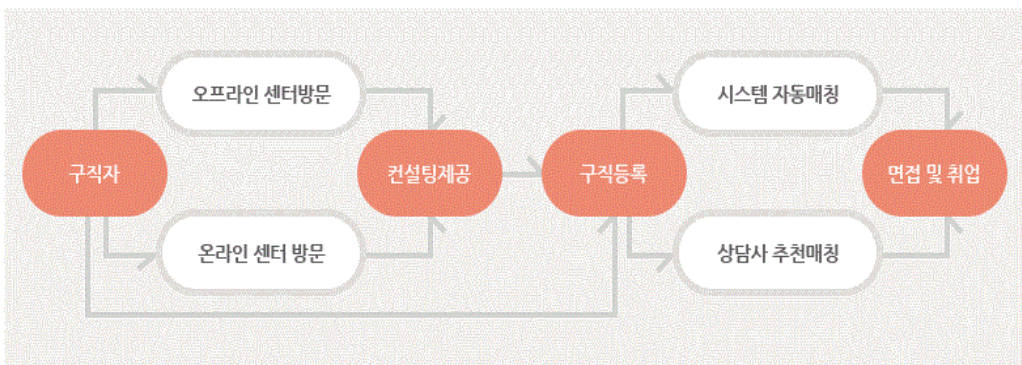 오프라인 센터방문
시스템 자동매칭
구직자
컨설팅제공
구직등록
면접 및 취업
온라인 센터 방문
상담사 추천매칭